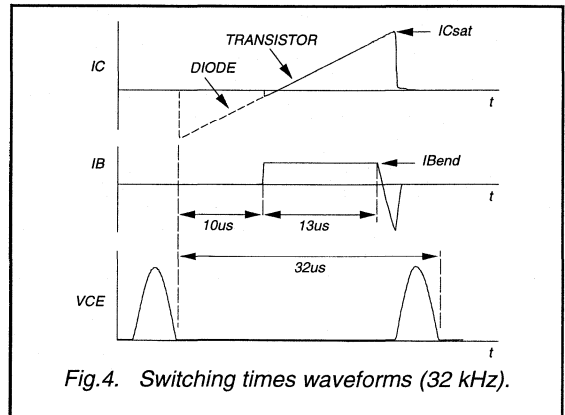 ICsat
TRANSISTOR
IC
DIODE
t
IB
IBend
t
10us
13us
32us
VCE
t
Fig.4. Switching times waveforms (32 kHz).